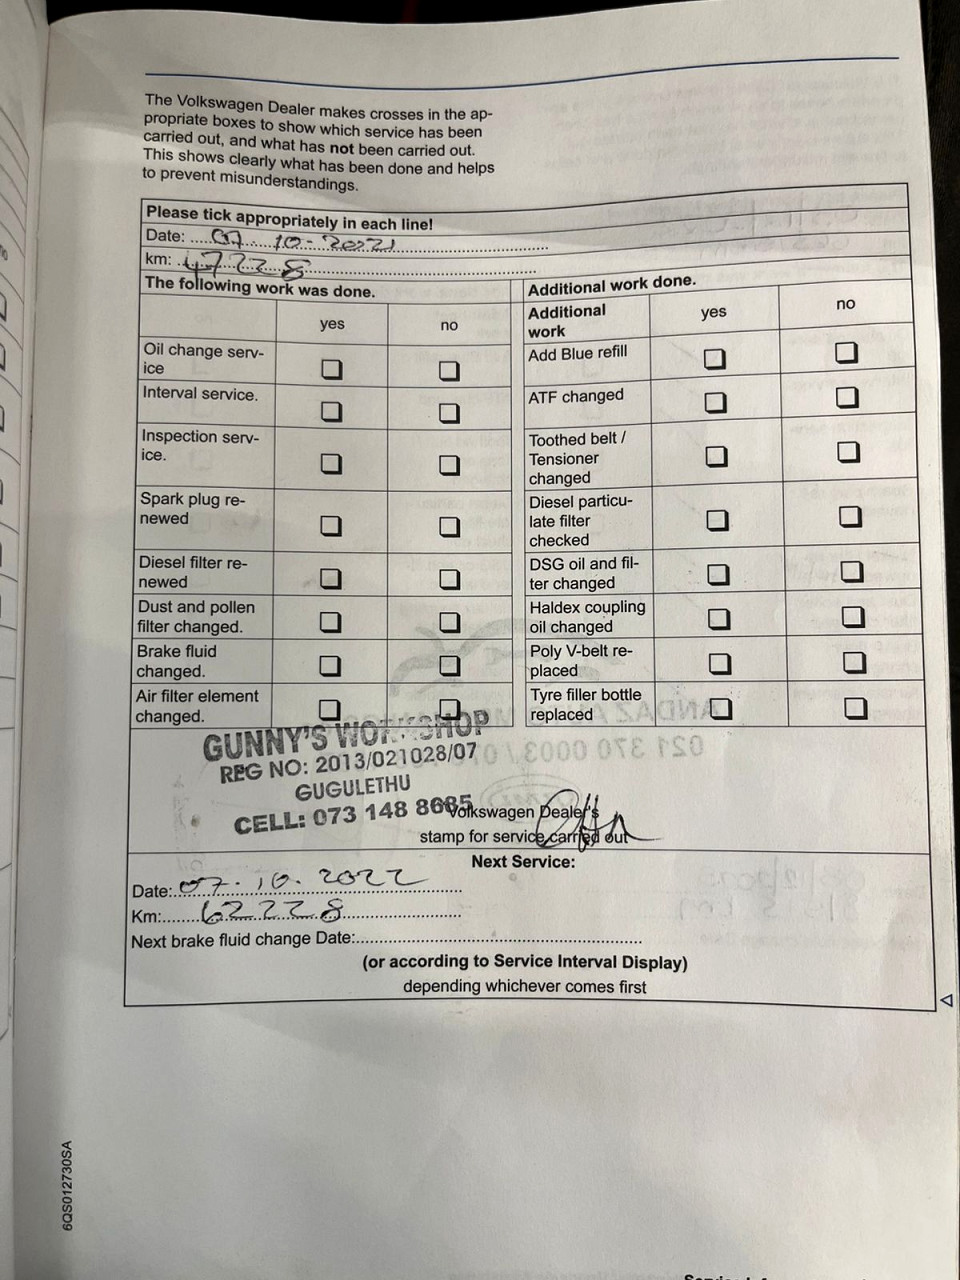 The Volkswagen Dealer makes crosses in the ap-
propriate boxes to show which service has been
carried out, and what has not been carried out.
This shows clearly what has been done and helps
to prevent misunderstandings.
Please tick appropriately in each line!
Date: 07 10-2021
km: 47228
The following work was done.
yes no
Oil change serv-
ice
Interval service.
Inspection serv-
ice.
Spark plug re-
newed
Diesel filter re-
newed
Dust and pollen
filter changed.
Brake fluid
changed.
Air filter element
changed.
Additional work done.
Additional
work
yes no
Add Blue refill
ATF changed
Toothed belt /
Tensioner
changed
Diesel particu-
late filter
checked
DSG oil and fil-
ter changed
Haldex coupling
oil changed
Poly V-belt re-
placed
Tyre filler bottle
replaced
GUNNY'S WORKSHOP
REG NO: 2013/021028/07
GUGULETHU
CELL: 073 148 8685
Volkswagen Dealer's
stamp for service carried out
Next Service:
Date: 07.10.2022
Km: 62228
Next brake fluid change Date:
(or according to Service Interval Display)
depending whichever comes first
6QS012730SA